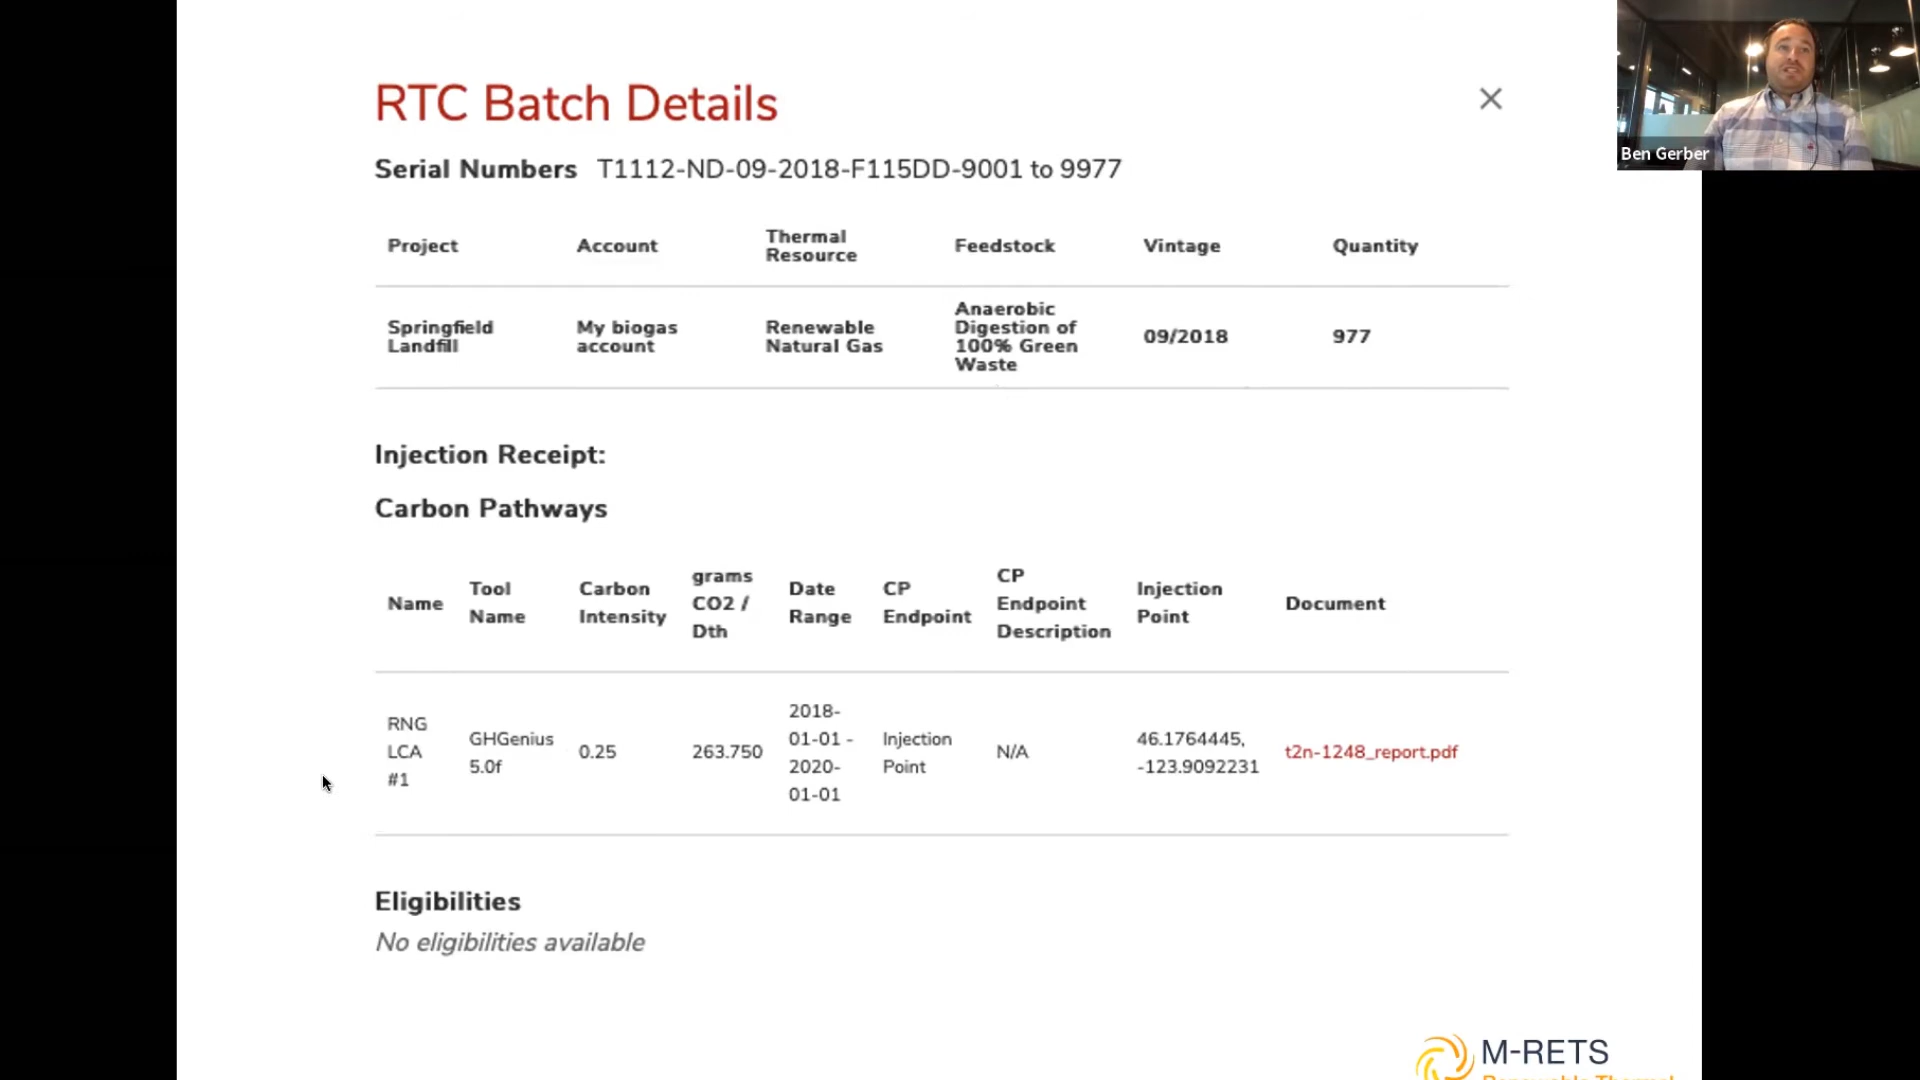 RTC Batch Details
Ben Gerber
Serial Numbers T1112-ND-09-2018-F115DD-9001 to 9977
Project Account Thermal Resource Feedstock Vintage Quantity
Springfield Landfill My biogas account Renewable Natural Gas Anaerobic Digestion of 100% Green Waste 09/2018 977
Injection Receipt:
Carbon Pathways
Name Tool Name Carbon Intensity grams CO2 / Dth Date Range CP Endpoint CP Endpoint Description Injection Point Document
RNG LCA #1 GHGenius 5.0f 0.25 263.750 2018-01-01 - 2020-01-01 Injection Point N/A 46.1764445, -123.9092231 t2n-1248_report.pdf
Eligibilities
No eligibilities available
M-RETS
Renewable Thermal